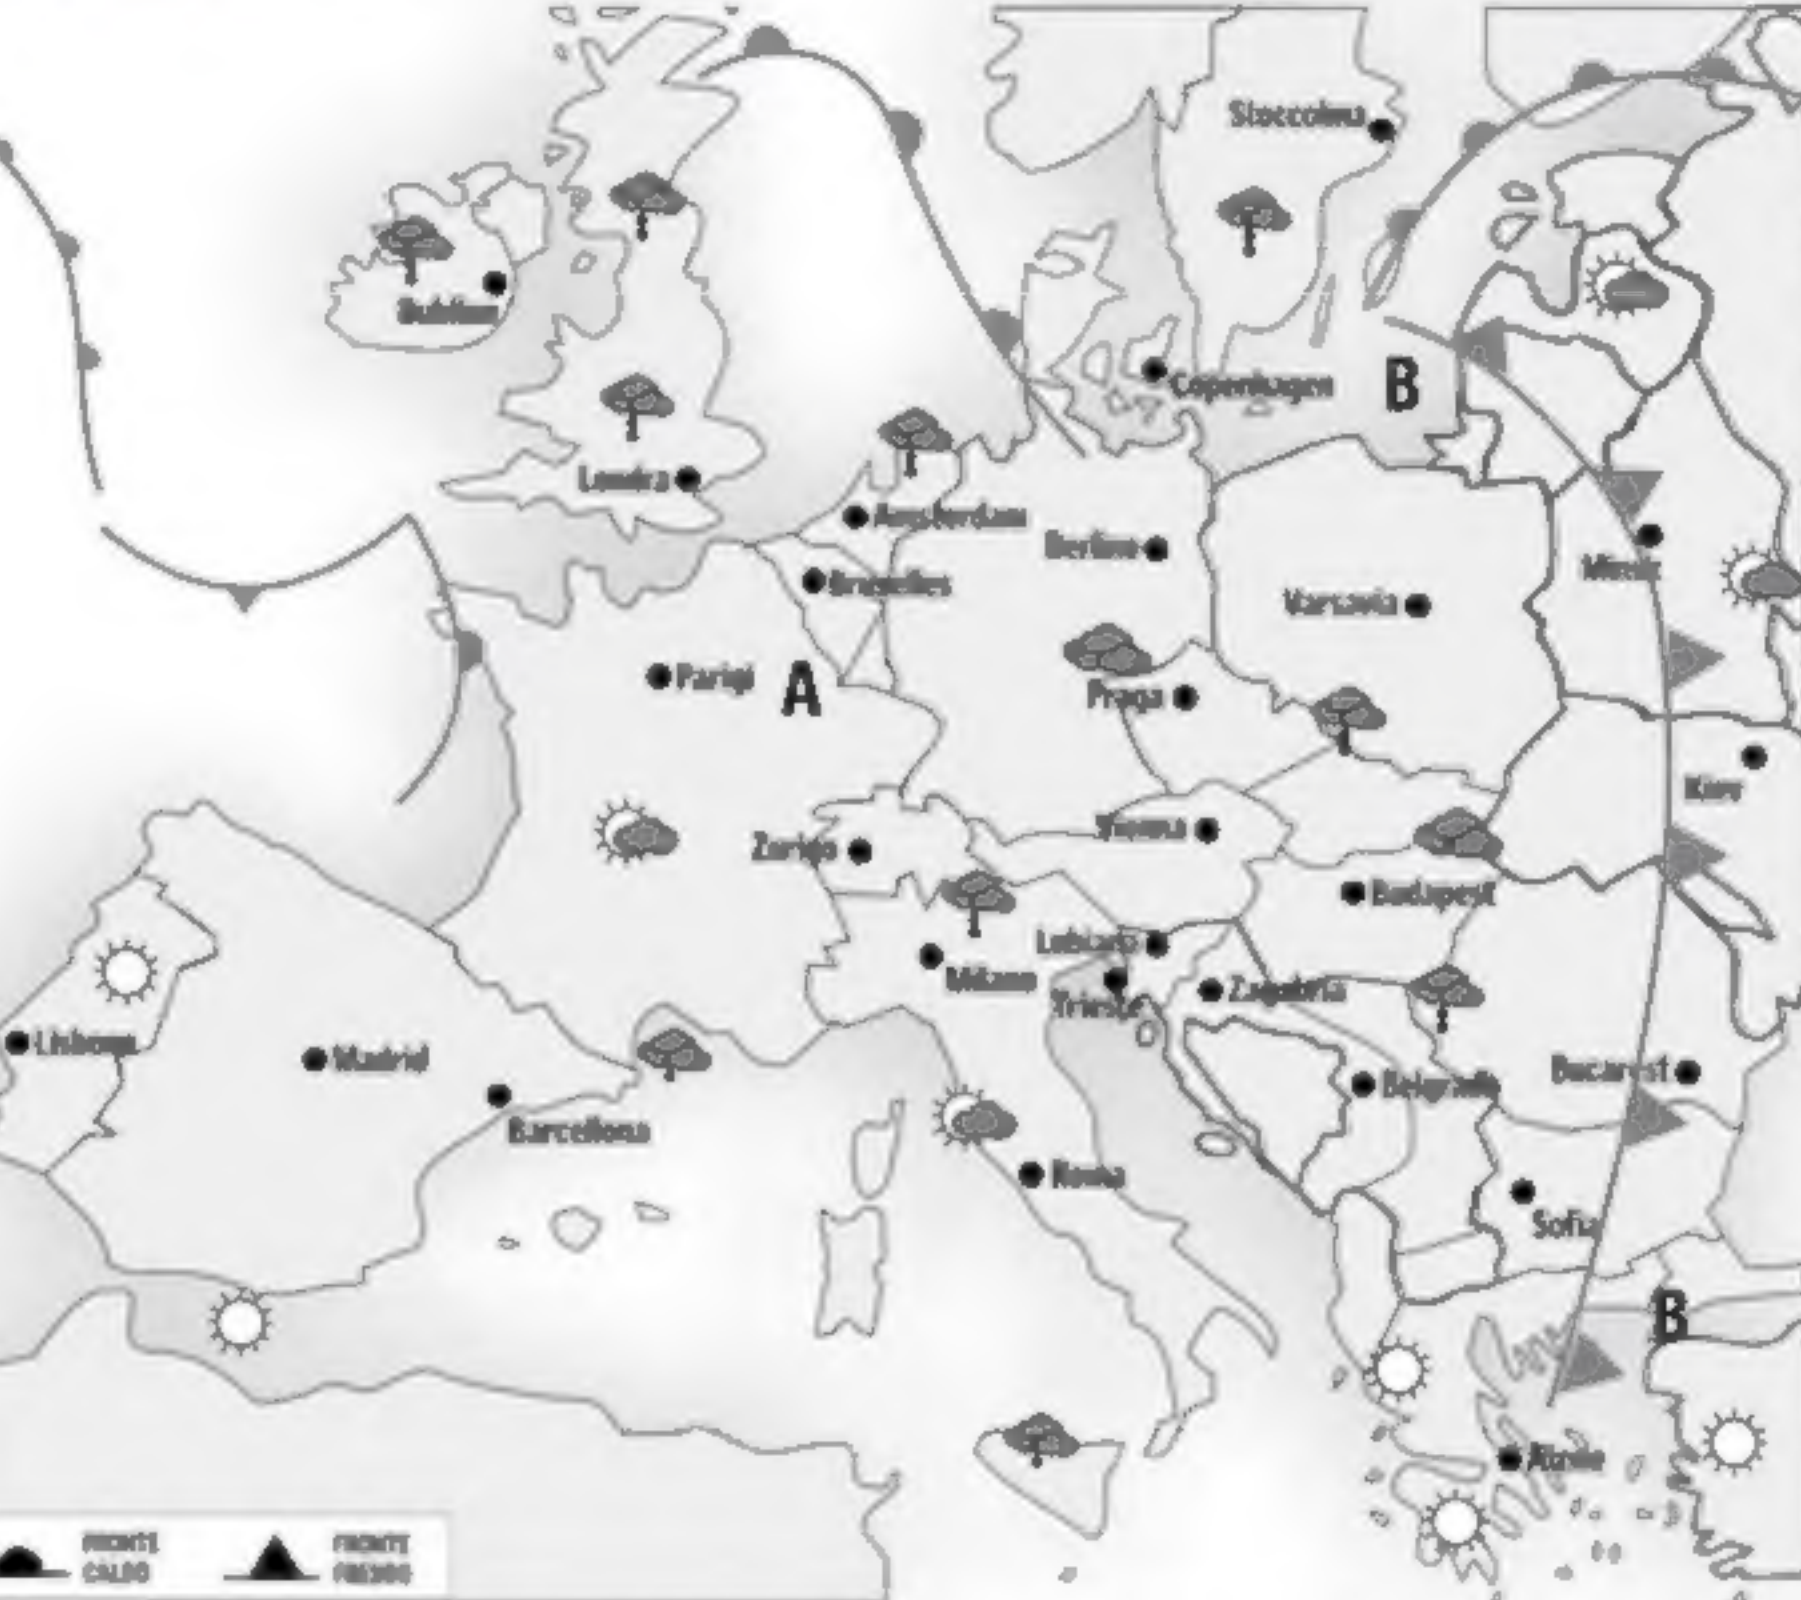 Stoccolma
Dublino
Copenhagen
B
Londra
Amsterdam
Berlino
Bruxelles
Minsk
Varsavia
Parigi
A
Praga
Kiev
Vienna
Zurigo
Budapest
Lubiana
Milano
Zagabria
Trieste
Lisbona
Madrid
Bucarest
Belgrado
Barcellona
Roma
Sofia
B
Atene
FRONTE
CALDO
FRONTE
FREDDO